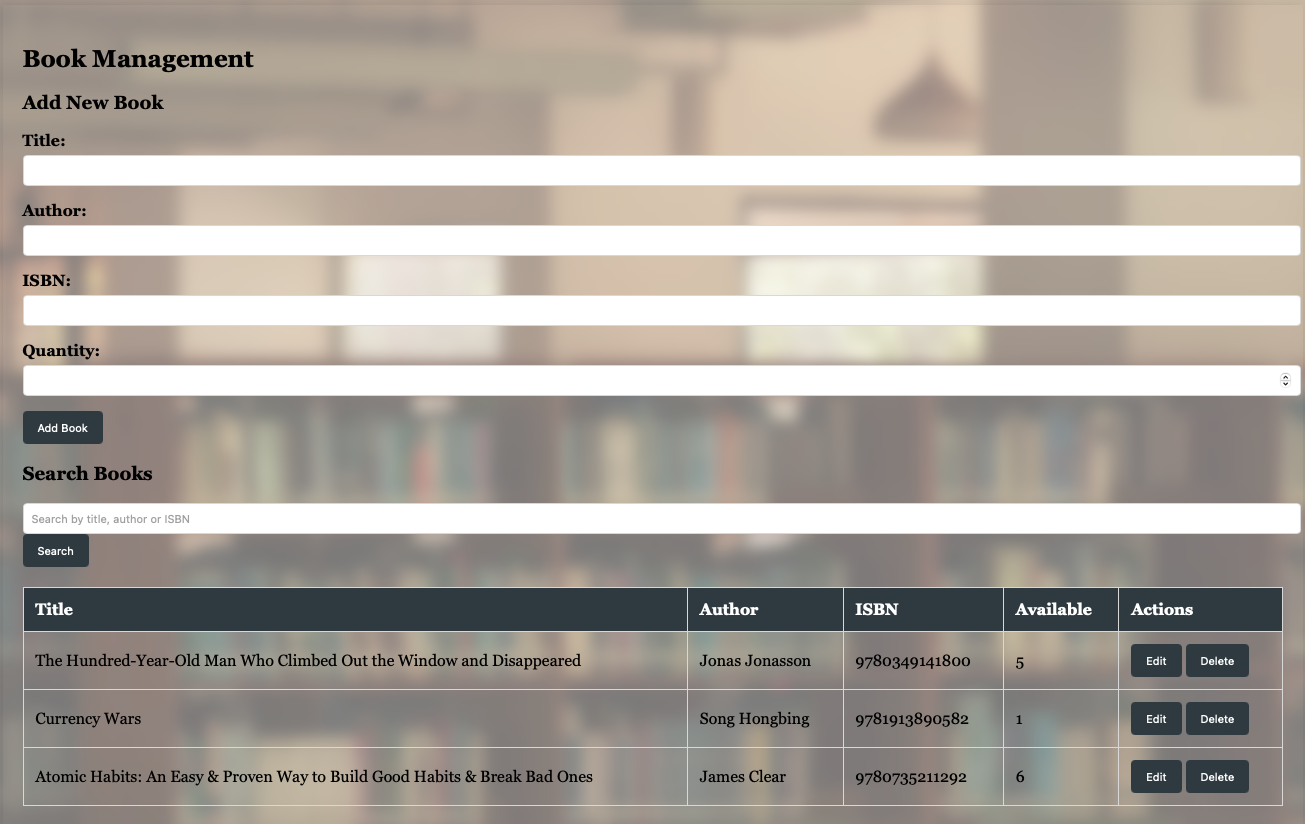 Book Management
Add New Book
Title:
Author:
ISBN:
Quantity:
Add Book
Search Books
Search by title, author or ISBN
Search
Title Author ISBN Available Actions
The Hundred-Year-Old Man Who Climbed Out the Window and Disappeared Jonas Jonasson 9780349141800 5 Edit Delete
Currency Wars Song Hongbing 9781913890582 1 Edit Delete
Atomic Habits: An Easy & Proven Way to Build Good Habits & Break Bad Ones James Clear 9780735211292 6 Edit Delete